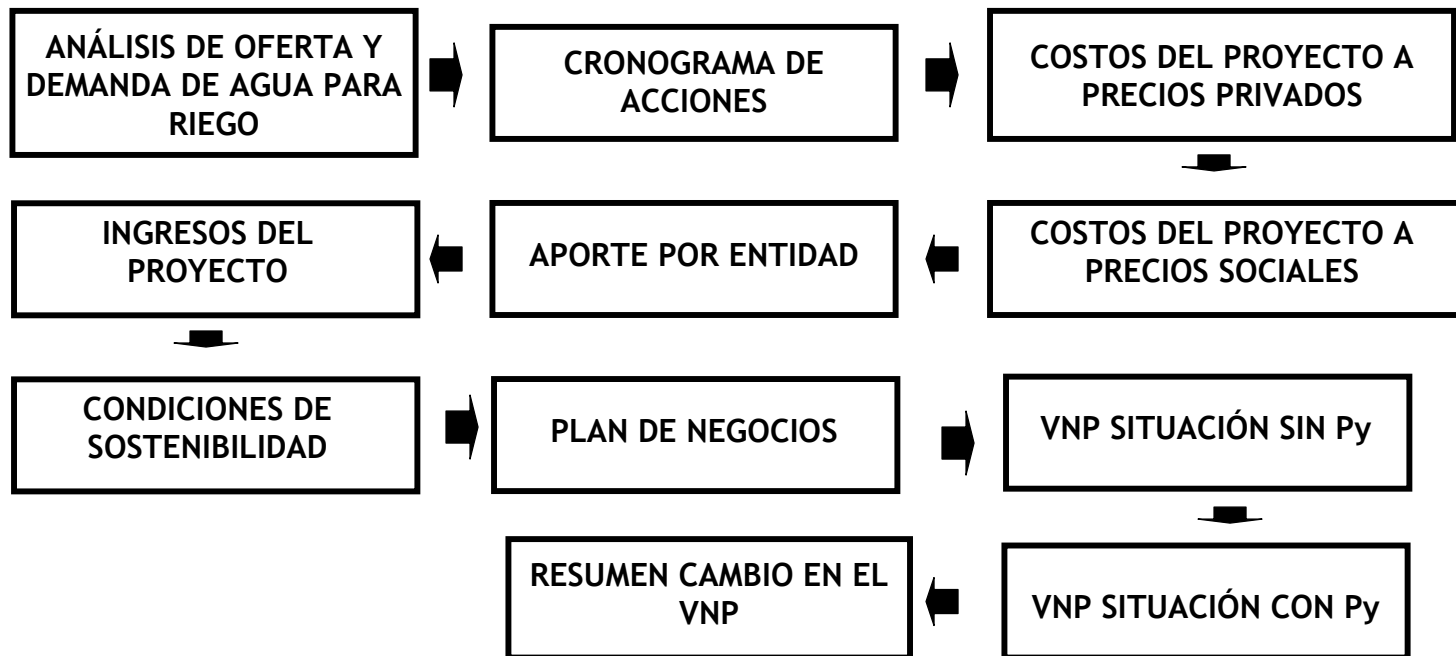 ANÁLISIS DE OFERTA Y
DEMANDA DE AGUA PARA
RIEGO
CRONOGRAMA DE
ACCIONES
COSTOS DEL PROYECTO A
PRECIOS PRIVADOS
INGRESOS DEL
PROYECTO
APORTE POR ENTIDAD
COSTOS DEL PROYECTO A
PRECIOS SOCIALES
CONDICIONES DE
SOSTENIBILIDAD
PLAN DE NEGOCIOS
VNP SITUACIÓN SIN Py
RESUMEN CAMBIO EN EL
VNP
VNP SITUACIÓN CON Py